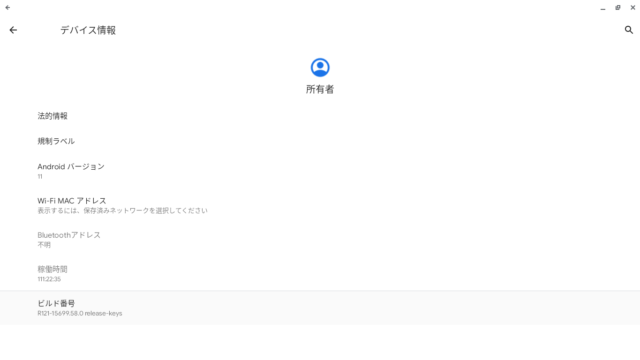 デバイス情報
所有者
法的情報
規制ラベル
Android バージョン
11
Wi-Fi MAC アドレス
表示するには、保存済みネットワークを選択してください
Bluetoothアドレス
不明
稼働時間
111:22:35
ビルド番号
R121-15699.58.0 release-keys